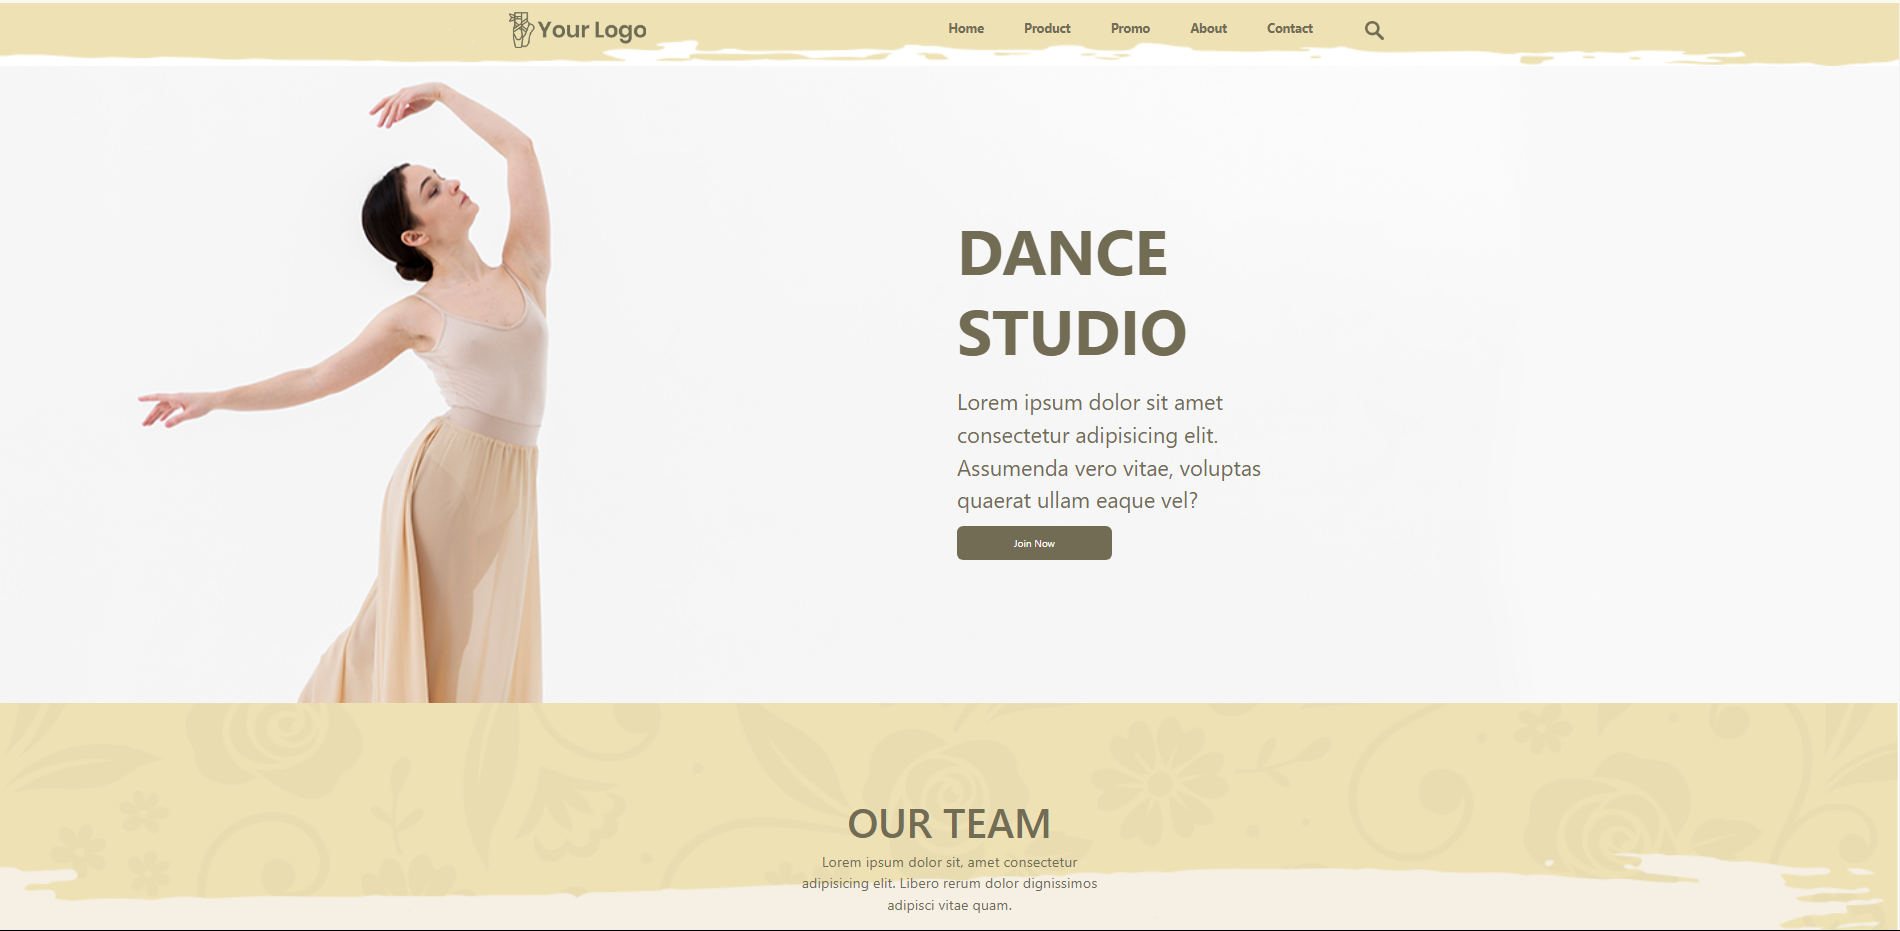 Your Logo
Home Product Promo About Contact
DANCE
STUDIO
Lorem ipsum dolor sit amet
consectetur adipisicing elit.
Assumenda vero vitae, voluptas
quaerat ullam eaque vel?
Join Now
OUR TEAM
Lorem ipsum dolor sit, amet consectetur
adipisicing elit. Libero rerum dolor dignissimos
adipisci vitae quam.